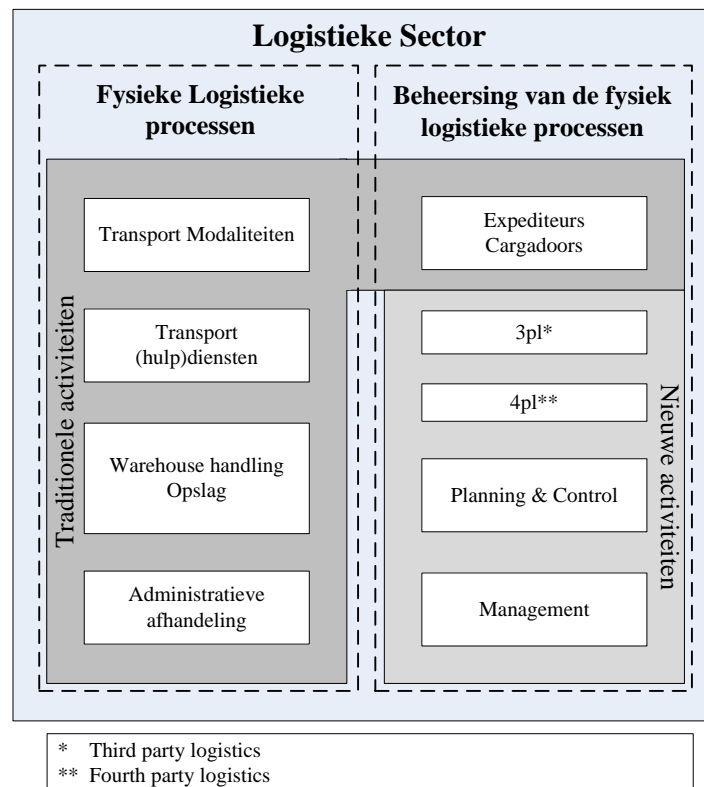 Logistieke Sector
Fysieke Logistieke
processen
Beheersing van de fysiek
logistieke processen
Traditionele activiteiten
Transport Modaliteiten
Transport
(hulp)diensten
Warehouse handling
Opslag
Administratieve
afhandeling
Expediteurs
Cargadoors
3pl*
4pl**
Planning & Control
Management
Nieuwe activiteiten
* Third party logistics
** Fourth party logistics